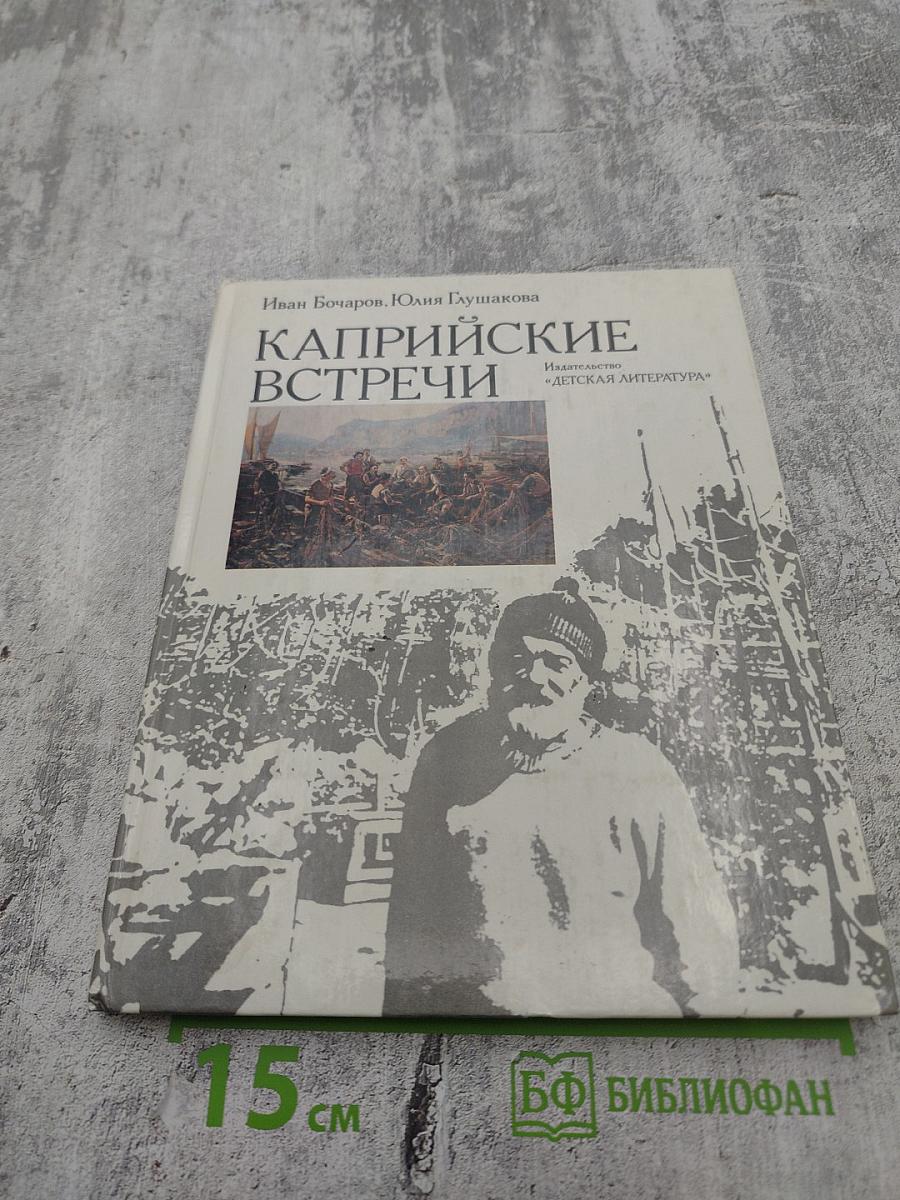 Иван Бочаров. Юлия Глушакова
КАПРИЙСКИЕ
ВСТРЕЧИ
Издательство
«ДЕТСКАЯ ЛИТЕРАТУРА»
15 см
БФ БИБЛИОФАН